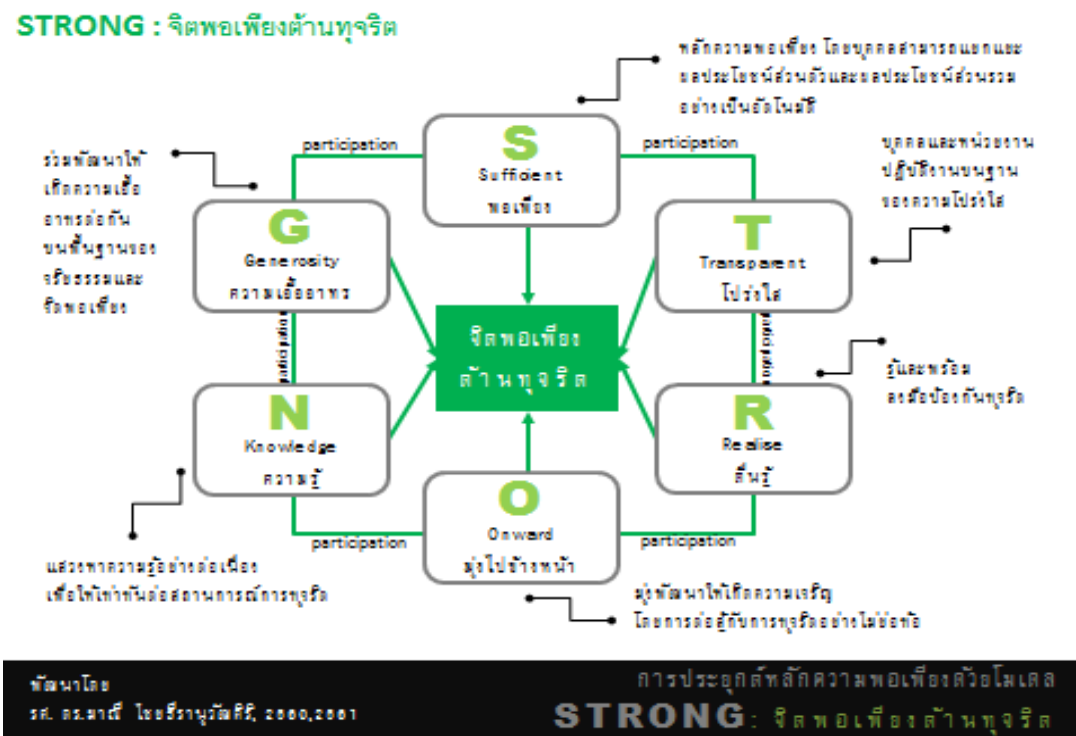 STRONG : จิตพอเพียงต้านทุจริต
หลักความพอเพียง โดยบุคคลสามารถแยกแยะ
ผลประโยชน์ส่วนตัวและผลประโยชน์ส่วนรวม
อย่างเป็นอัตโนมัติ
participation
S
Sufficient
พอเพียง
participation
บุคคลและหน่วยงาน
ปฏิบัติงานบนฐาน
ของความโปร่งใส
ร่วมพัฒนาให้
เกิดความเอื้อ
อาทรต่อกัน
บนพื้นฐานของ
จริยธรรมและ
จิตพอเพียง
G
Generosity
ความเอื้ออาทร
T
Transparent
โปร่งใส
participation
จิตพอเพียง
ต้านทุจริต
participation
รู้และพร้อม
ลงมือป้องกันทุจริต
N
Knowledge
ความรู้
R
Realise
ตื่นรู้
O
Onward
มุ่งไปข้างหน้า
participation
participation
แสวงหาความรู้อย่างต่อเนื่อง
เพื่อให้เท่าทันต่อสถานการณ์การทุจริต
มุ่งพัฒนาให้เกิดความเจริญ
โดยการต่อสู้กับการทุจริตอย่างไม่ย่อท้อ
พัฒนาโดย
รศ. ดร.มาณี ไชยธีรานุวัฒศิริ, 2560,2561
การประยุกต์หลักความพอเพียงด้วยโมเดล
STRONG: จิตพอเพียงต้านทุจริต